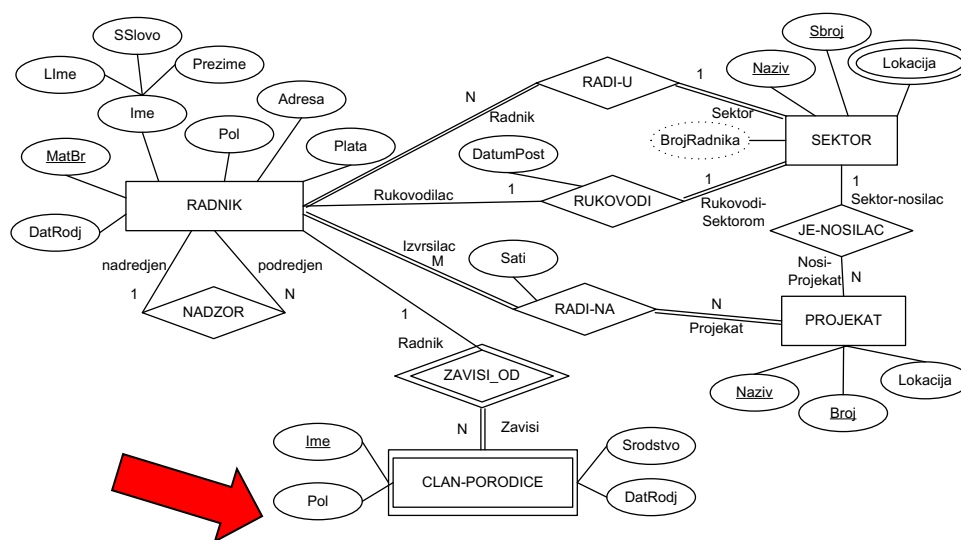 SSlovo
LIme
Prezime
Ime
Adresa
Pol
Plata
MatBr
DatRodj
RADNIK
nadredjen
podredjen
1
N
NADZOR
N
Radnik
RADI-U
1
Sektor
Naziv
Sbroj
Lokacija
BrojRadnika
SEKTOR
DatumPost
Rukovodilac
1
RUKOVODI
1
Rukovodi-
Sektorom
1
Sektor-nosilac
JE-NOSILAC
Nosi-
Projekat
N
Izvrsilac
M
Sati
RADI-NA
N
Projekat
PROJEKAT
Naziv
Broj
Lokacija
1
Radnik
ZAVISI_OD
N
Zavisi
Ime
Pol
CLAN-PORODICE
Srodstvo
DatRodj